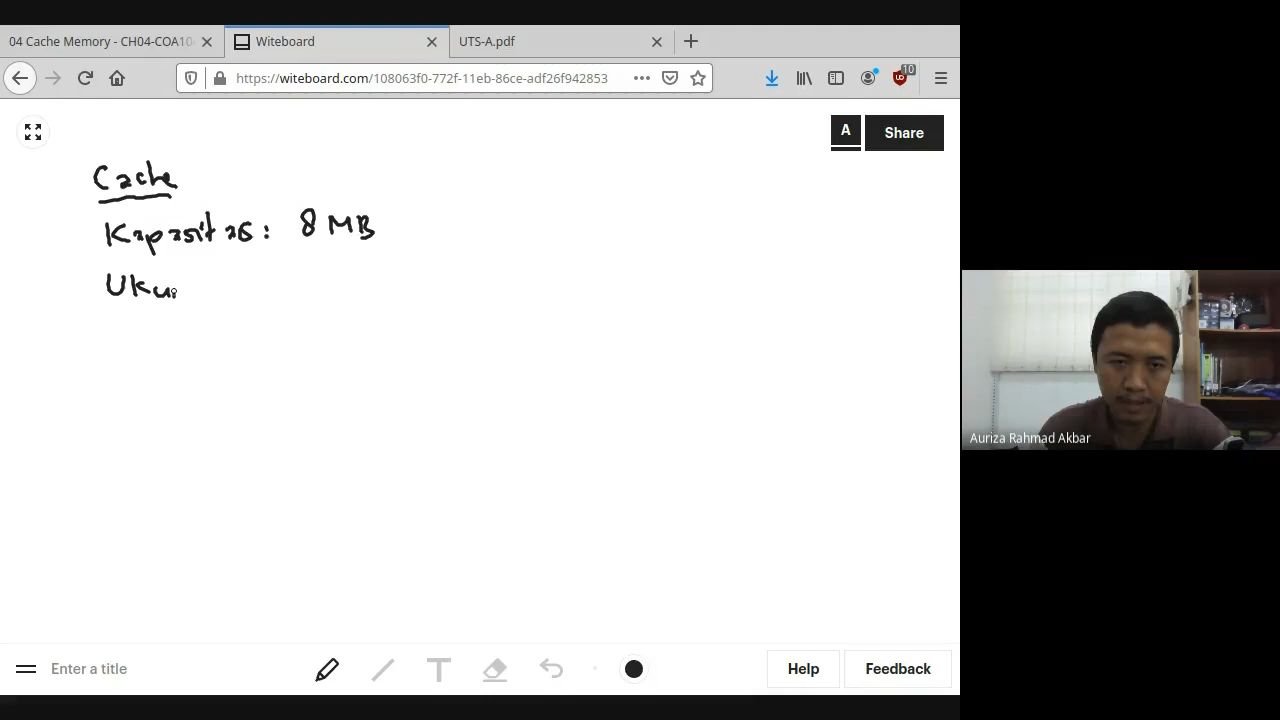 04 Cache Memory - CH04-COA10
Witeboard
UTS-A.pdf
https://witeboard.com/108063f0-772f-11eb-86ce-adf26f942853
10
A
Share
Cache
Kapasitas : 8 MB
Uku
Auriza Rahmad Akbar
Enter a title
T
Help
Feedback